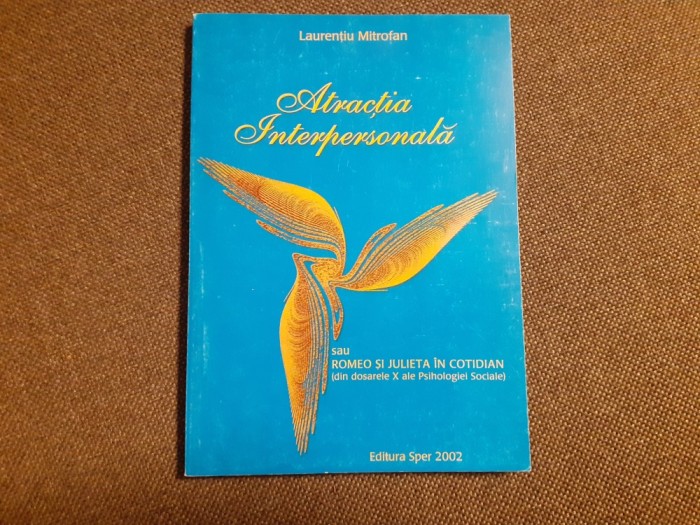 Laurențiu Mitrofan
Atracția
Interpersonală
sau
ROMEO ȘI JULIETA ÎN COTIDIAN
(din dosarele X ale Psihologiei Sociale)
Editura Sper 2002